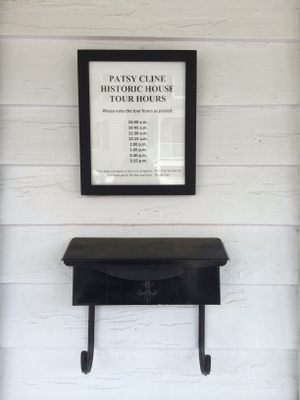 PATSY CLINE
HISTORIC HOUSE
TOUR HOURS
Please note the tour hours as posted:
10:00 a.m.
10:45 a.m.
11:30 a.m.
12:15 p.m.
1:00 p.m.
1:45 p.m.
2:30 p.m.
3:15 p.m.